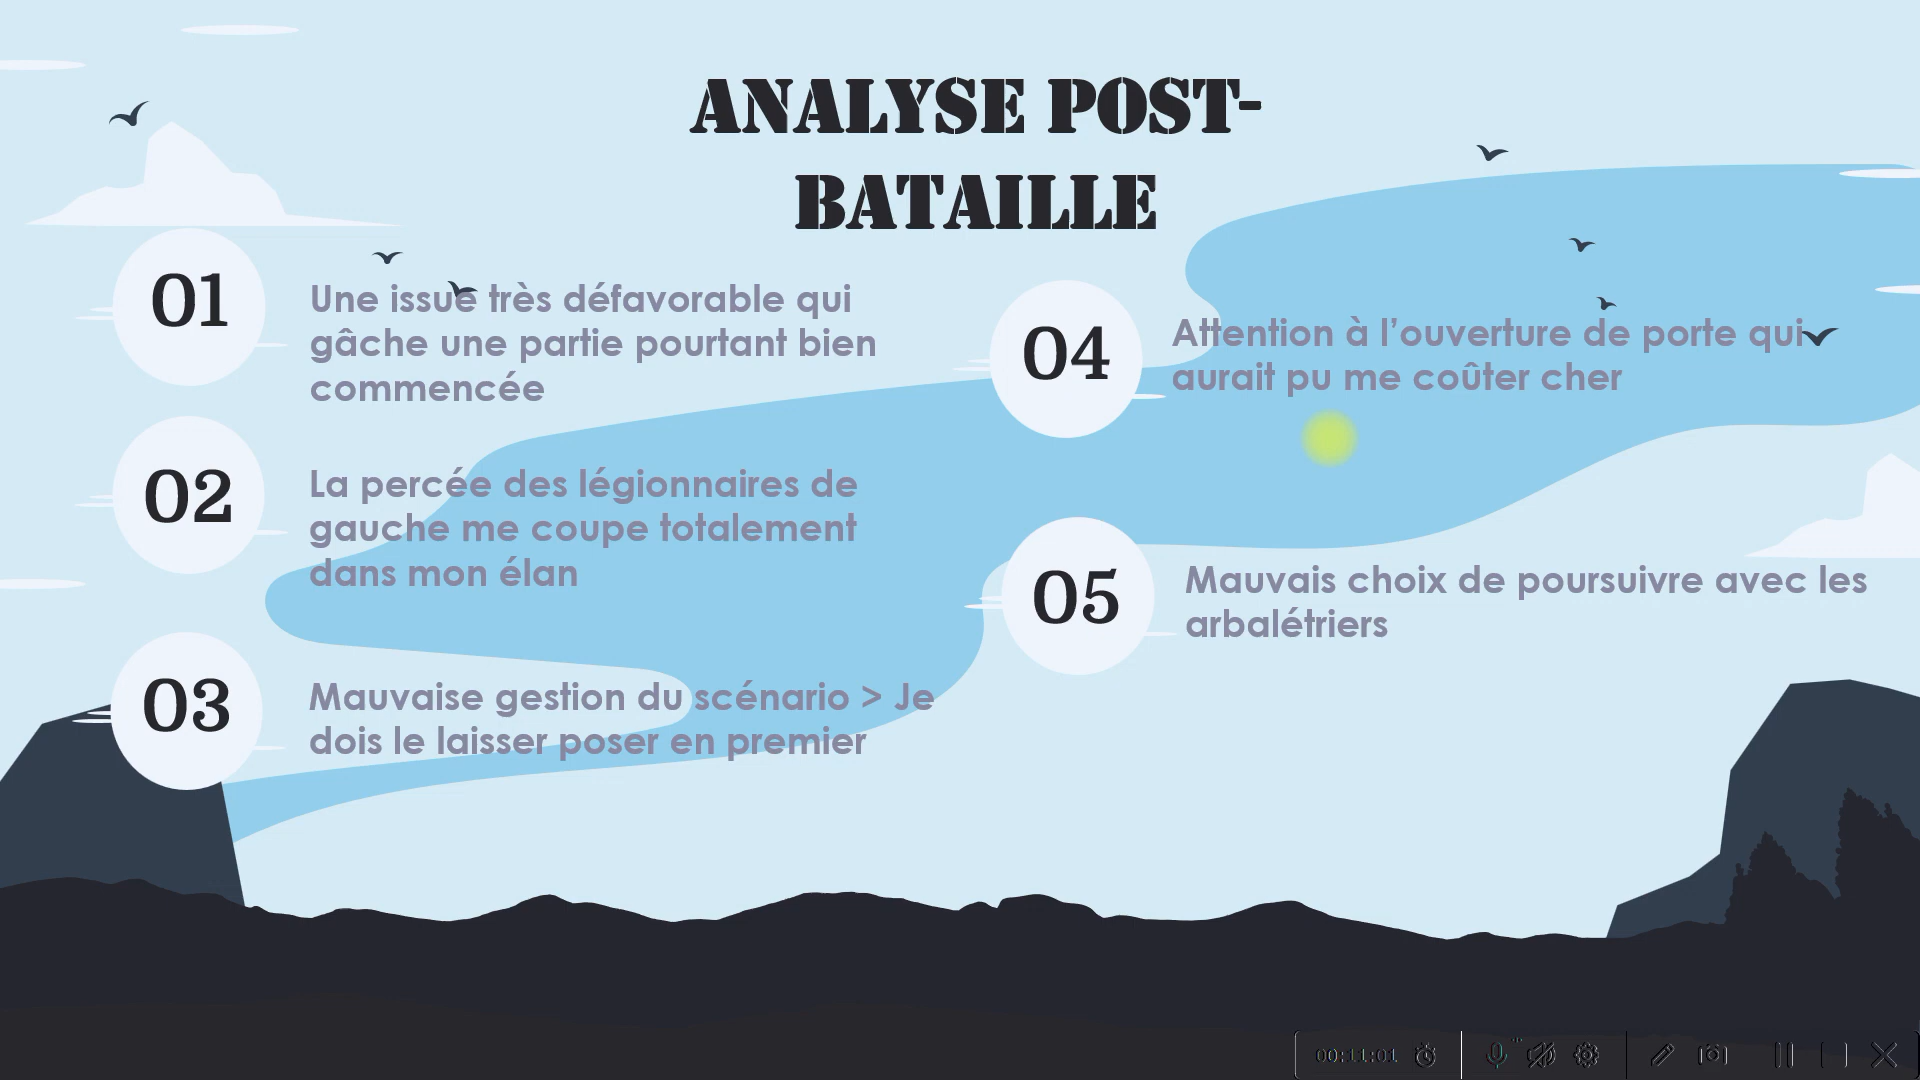 ANALYSE POST-
BATAILLE
01
Une issue très défavorable qui
gâche une partie pourtant bien
commencée
02
La percée des légionnaires de
gauche me coupe totalement
dans mon élan
03
Mauvaise gestion du scénario > Je
dois le laisser poser en premier
04
Attention à l’ouverture de porte qui
aurait pu me coûter cher
05
Mauvais choix de poursuivre avec les
arbalétriers
00:11:01